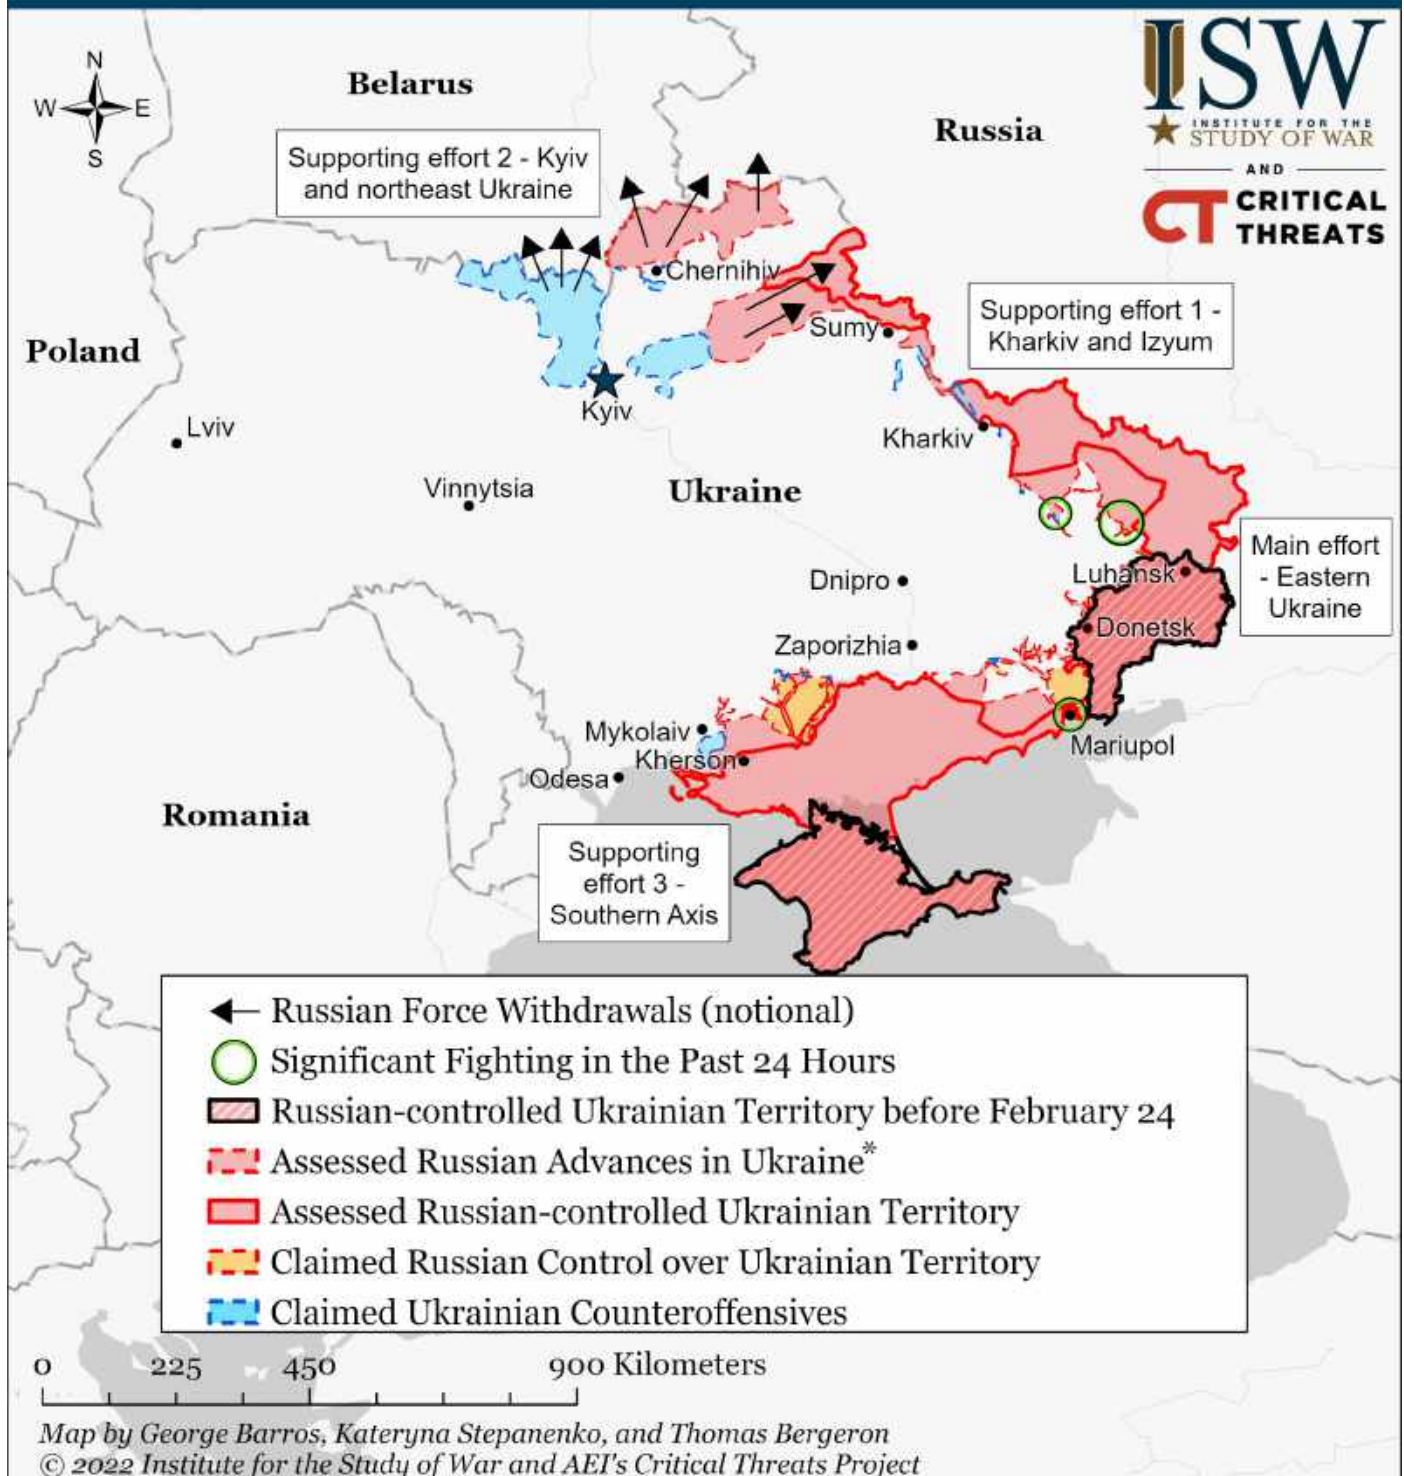 N
W E
S
Belarus
Russia
ISW
INSTITUTE FOR THE
STUDY OF WAR
AND
CT CRITICAL
THREATS
Supporting effort 2 - Kyiv
and northeast Ukraine
Chernihiv
Supporting effort 1 -
Kharkiv and Izyum
Sumy
Poland
Kyiv
Lviv
Kharkiv
Vinnytsia
Ukraine
Main effort
- Eastern
Ukraine
Dnipro
Luhansk
Donetsk
Zaporizhia
Mykolaiv
Kherson
Mariupol
Odesa
Romania
Supporting
effort 3 -
Southern Axis
Russian Force Withdrawals (notional)
Significant Fighting in the Past 24 Hours
Russian-controlled Ukrainian Territory before February 24
Assessed Russian Advances in Ukraine*
Assessed Russian-controlled Ukrainian Territory
Claimed Russian Control over Ukrainian Territory
Claimed Ukrainian Counteroffensives
0 225 450 900 Kilometers
Map by George Barros, Kateryna Stepanenko, and Thomas Bergeron
© 2022 Institute for the Study of War and AEI's Critical Threats Project